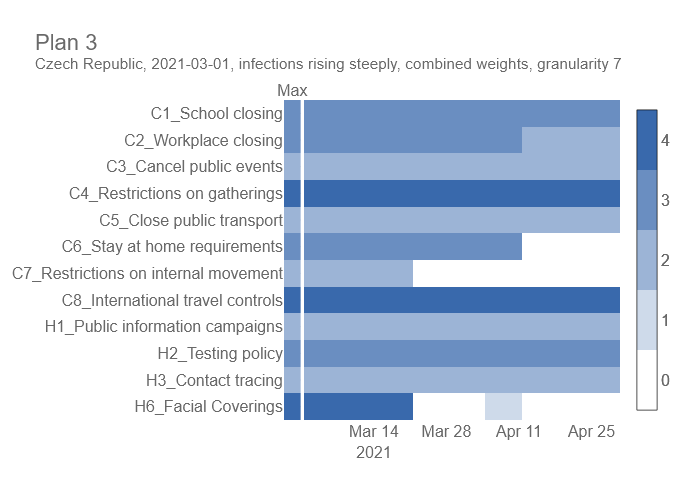 Plan 3
Czech Republic, 2021-03-01, infections rising steeply, combined weights, granularity 7
Max
C1_School closing
C2_Workplace closing
C3_Cancel public events
C4_Restrictions on gatherings
C5_Close public transport
C6_Stay at home requirements
C7_Restrictions on internal movement
C8_International travel controls
H1_Public information campaigns
H2_Testing policy
H3_Contact tracing
H6_Facial Coverings
Mar 14 Mar 28 Apr 11 Apr 25
2021
4
3
2
1
0